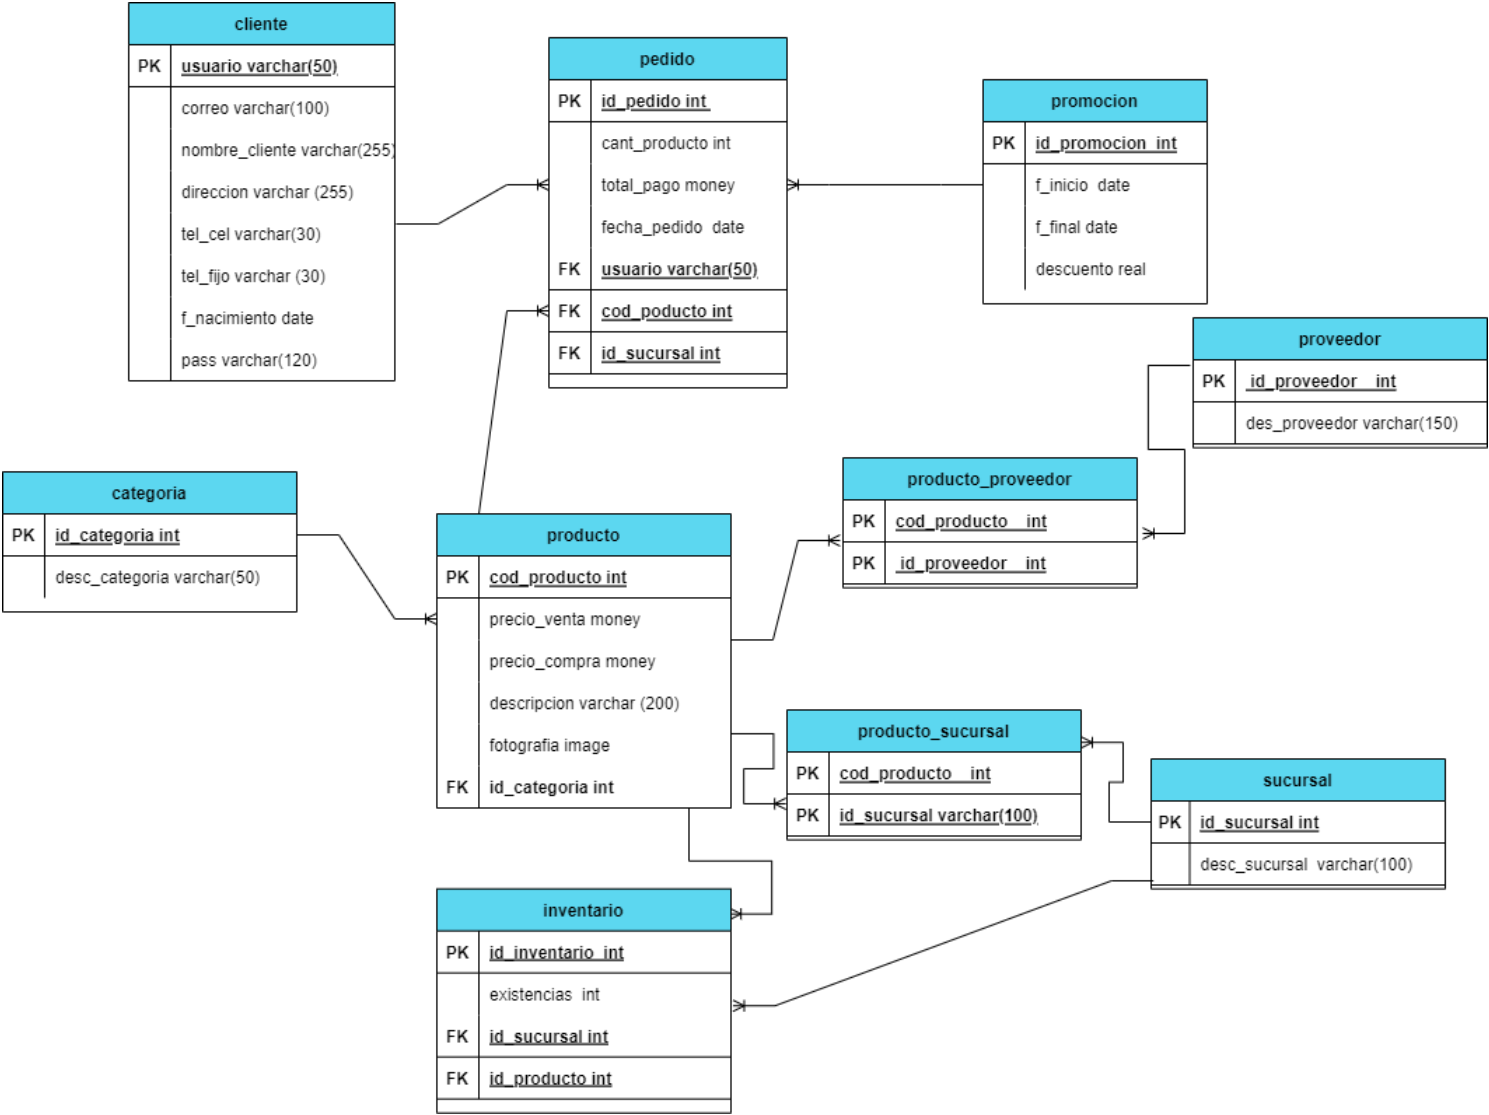 cliente
PK usuario varchar(50)
correo varchar(100)
nombre_cliente varchar(255)
direccion varchar (255)
tel_cel varchar(30)
tel_fijo varchar (30)
f_nacimiento date
pass varchar(120)
pedido
PK id_pedido int
cant_producto int
total_pago money
fecha_pedido date
FK usuario varchar(50)
FK cod_poducto int
FK id_sucursal int
promocion
PK id_promocion int
f_inicio date
f_final date
descuento real
proveedor
PK id_proveedor int
des_proveedor varchar(150)
categoria
PK id_categoria int
desc_categoria varchar(50)
producto
PK cod_producto int
precio_venta money
precio_compra money
descripcion varchar (200)
fotografia image
FK id_categoria int
producto_proveedor
PK cod_producto int
PK id_proveedor int
producto_sucursal
PK cod_producto int
PK id_sucursal varchar(100)
sucursal
PK id_sucursal int
desc_sucursal varchar(100)
inventario
PK id_inventario int
existencias int
FK id_sucursal int
FK id_producto int